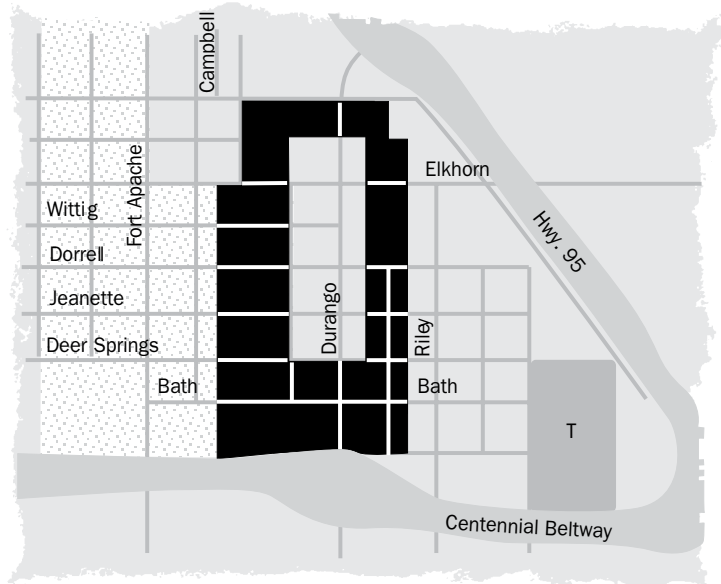 Campbell
Fort Apache
Elkhorn
Wittig
Hwy. 95
Dorrell
Jeanette
Durango
Riley
Deer Springs
Bath
Bath
T
Centennial Beltway